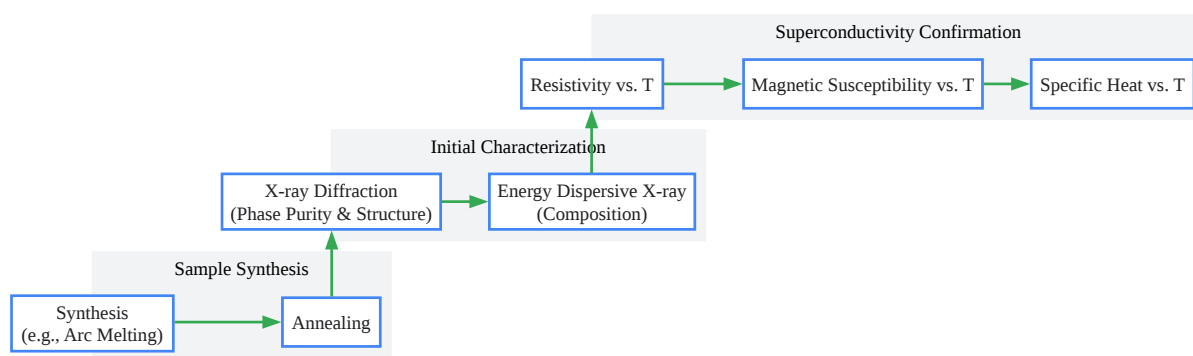 Superconductivity Confirmation
Resistivity vs. T
Magnetic Susceptibility vs. T
Specific Heat vs. T
Initial Characterization
X-ray Diffraction
(Phase Purity & Structure)
Energy Dispersive X-ray
(Composition)
Sample Synthesis
Synthesis
(e.g., Arc Melting)
Annealing